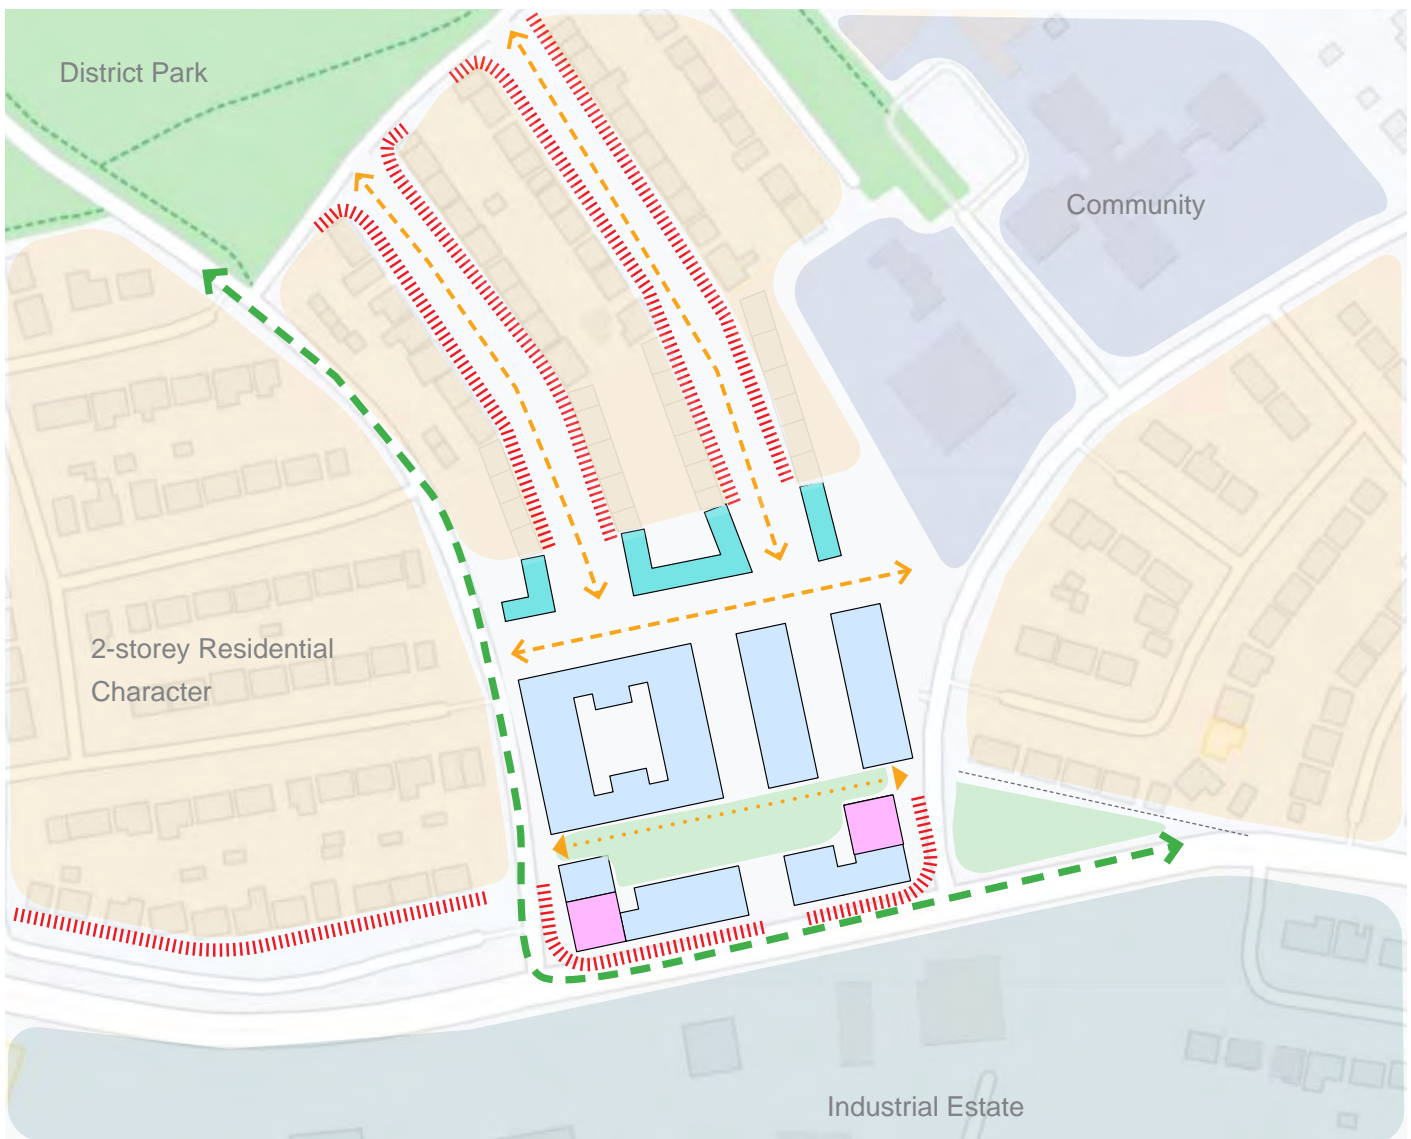 District Park
Community
2-storey Residential
Character
Industrial Estate